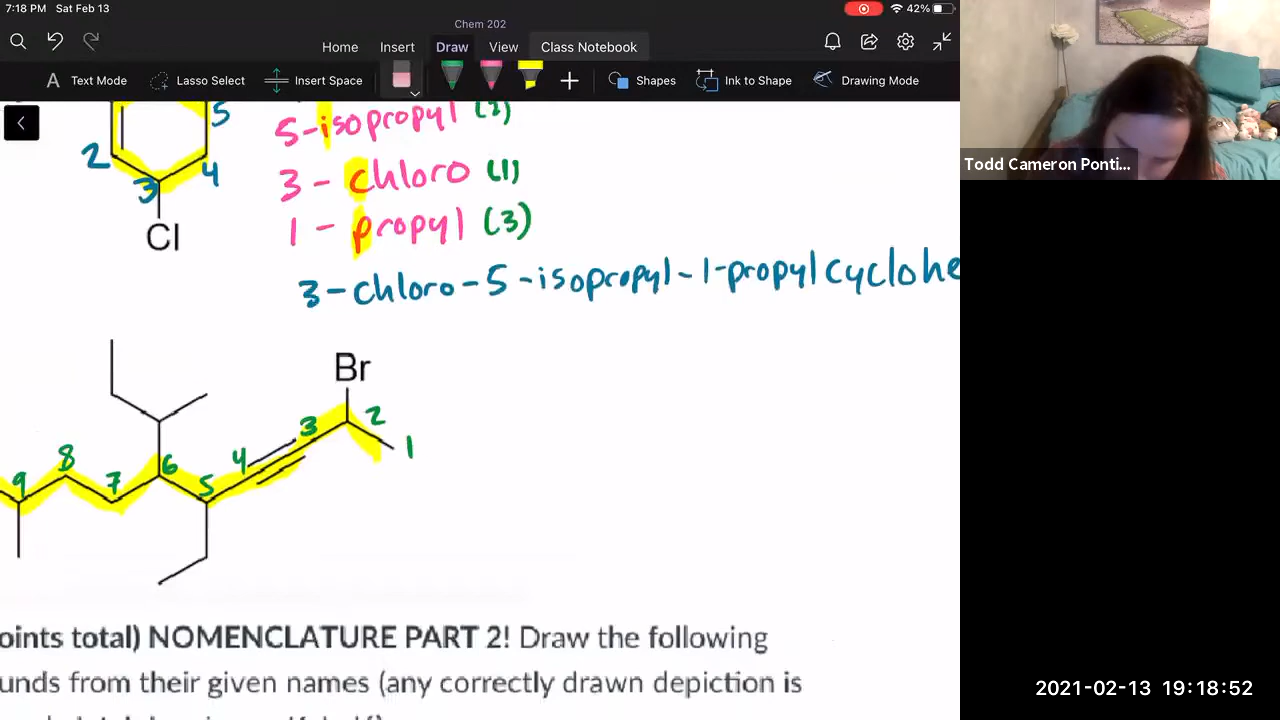 7:18 PM Sat Feb 13
42%
Chem 202
Home Insert Draw View Class Notebook
Text Mode Lasso Select Insert Space Shapes Ink to Shape Drawing Mode
5
2
3
4
Cl
5-isopropyl (2)
3 - chloro (1)
1 - propyl (3)
3-chloro-5-isopropyl-1-propylcyclohe
Br
9 8 7 6 5 4 3 2 1
oints total) NOMENCLATURE PART 2! Draw the following
unds from their given names (any correctly drawn depiction is
Todd Cameron Ponti...
2021-02-13 19:18:52